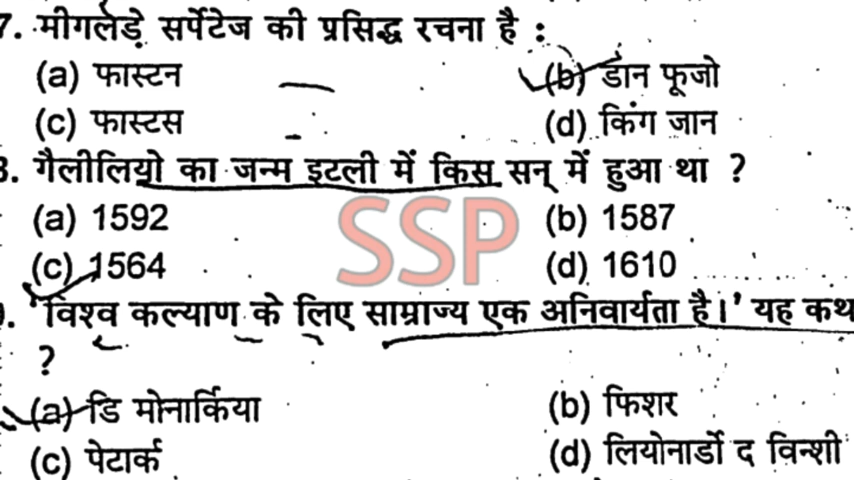 7. मीगलेड़े सर्पेटेज की प्रसिद्ध रचना है :
(a) फास्टन (b) डॉन फूजो
(c) फास्टस (d) किंग जान
8. गैलीलियो का जन्म इटली में किस सन् में हुआ था ?
(a) 1592 (b) 1587
SSP
(c) 1564 (d) 1610
'विश्व कल्याण के लिए साम्राज्य एक अनिवार्यता है।' यह कथ
?
(a) डि मोनार्किया (b) फिशर
(c) पेटार्क (d) लियोनार्डो द विन्शी